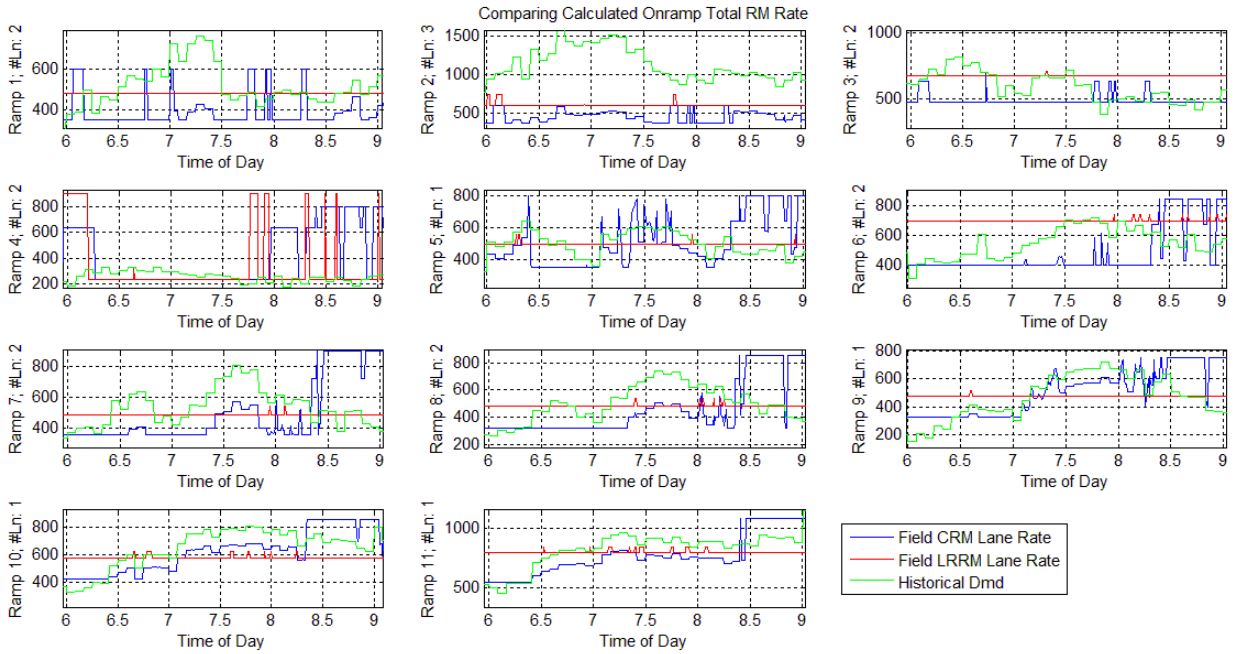 Comparing Calculated Onramp Total RM Rate
Ramp 1; #Ln: 2
600
400
6 6.5 7 7.5 8 8.5 9
Time of Day
Ramp 2; #Ln: 3
1500
1000
500
6 6.5 7 7.5 8 8.5 9
Time of Day
Ramp 3; #Ln: 2
1000
500
6 6.5 7 7.5 8 8.5 9
Time of Day
Ramp 4; #Ln: 2
800
600
400
200
6 6.5 7 7.5 8 8.5 9
Time of Day
Ramp 5; #Ln: 1
800
600
400
6 6.5 7 7.5 8 8.5 9
Time of Day
Ramp 6; #Ln: 2
800
600
400
6 6.5 7 7.5 8 8.5 9
Time of Day
Ramp 7; #Ln: 2
800
600
400
6 6.5 7 7.5 8 8.5 9
Time of Day
Ramp 8; #Ln: 2
800
600
400
200
6 6.5 7 7.5 8 8.5 9
Time of Day
Ramp 9; #Ln: 1
800
600
400
200
6 6.5 7 7.5 8 8.5 9
Time of Day
Ramp 10; #Ln: 1
800
600
400
6 6.5 7 7.5 8 8.5 9
Time of Day
Ramp 11; #Ln: 1
1000
500
6 6.5 7 7.5 8 8.5 9
Time of Day
Field CRM Lane Rate
Field LRRM Lane Rate
Historical Dmd